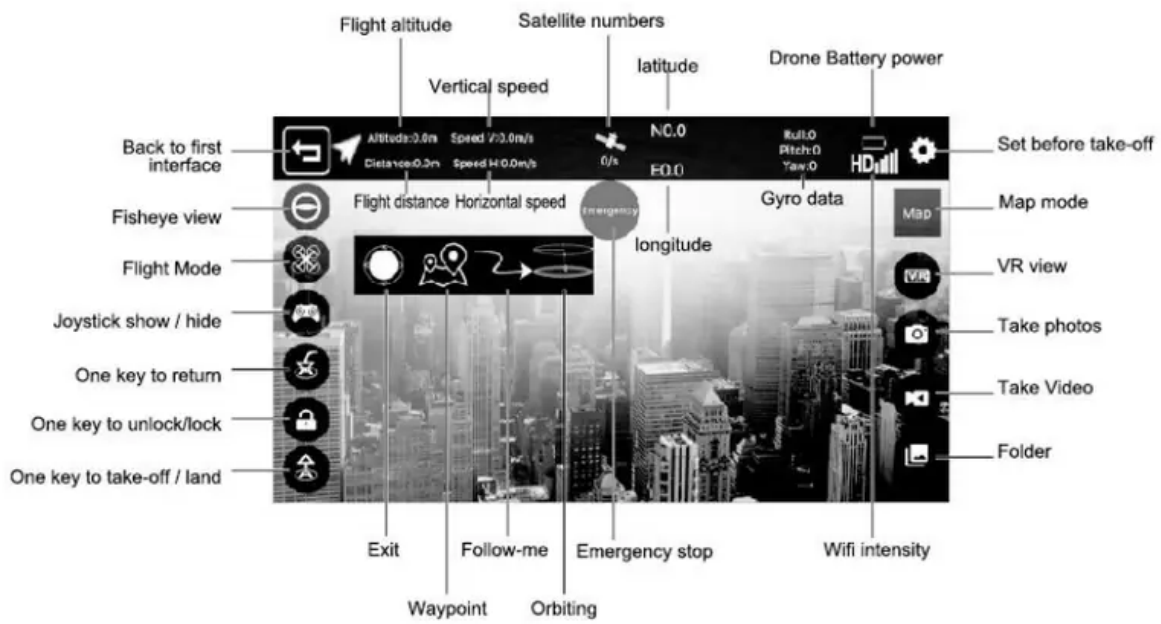 Flight altitude
Satellite numbers
latitude
Drone Battery power
Vertical speed
Back to first
interface
Altitude:0.0m
Speed V:0.0m/s
N0.0
Roll:0
Pitch:0
Yaw:0
Set before take-off
Distance:0.0m
Speed H:0.0m/s
0/s
E0.0
HD
Fisheye view
Flight distance
Horizontal speed
Emergency
Gyro data
Map
Map mode
longitude
Flight Mode
VR
VR view
Joystick show / hide
Take photos
One key to return
Take Video
One key to unlock/lock
Folder
One key to take-off / land
Exit
Follow-me
Emergency stop
Wifi intensity
Waypoint
Orbiting